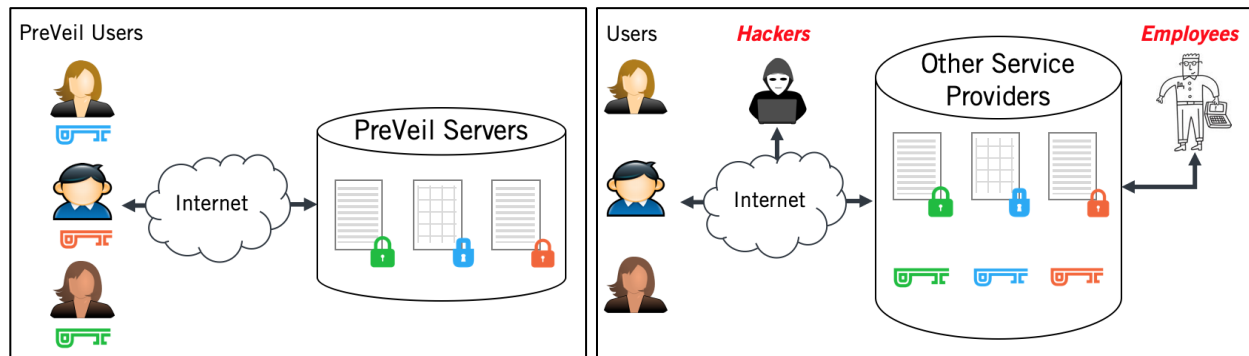 PreVeil Users
Internet
PreVeil Servers
Users
Hackers
Internet
Other Service
Providers
Employees